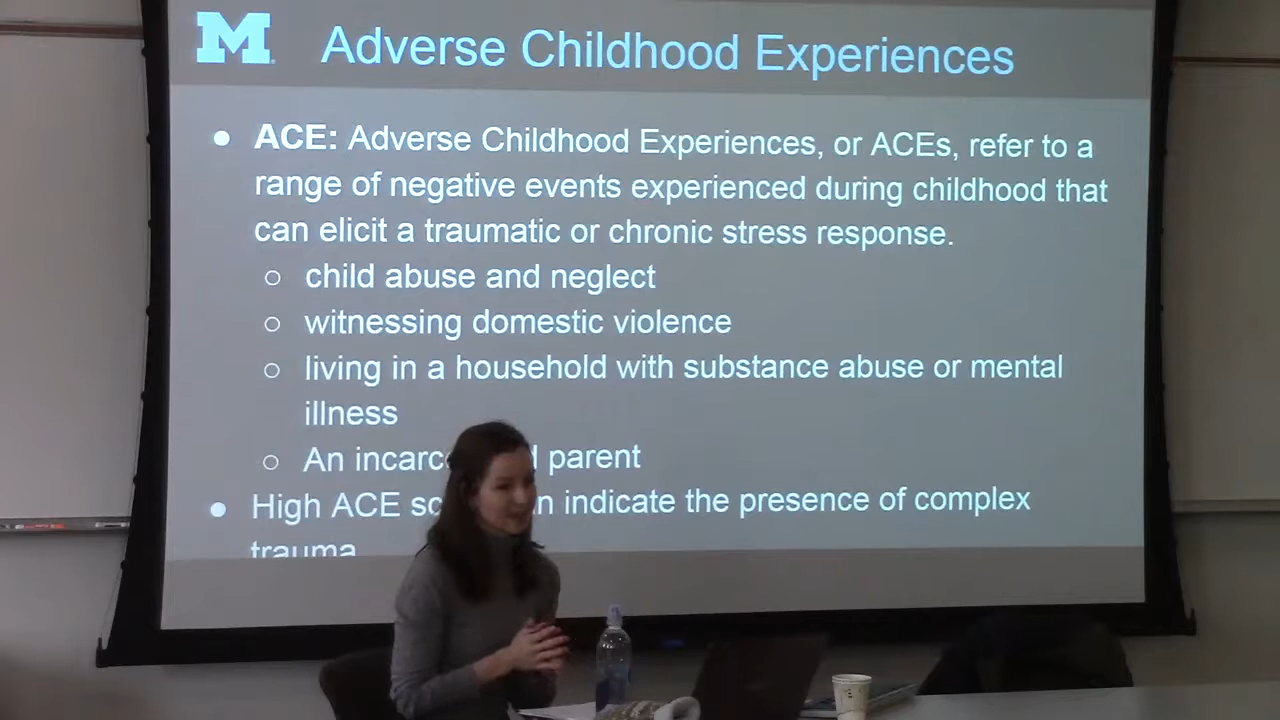 M Adverse Childhood Experiences
● ACE: Adverse Childhood Experiences, or ACEs, refer to a
range of negative events experienced during childhood that
can elicit a traumatic or chronic stress response.
○ child abuse and neglect
○ witnessing domestic violence
○ living in a household with substance abuse or mental
illness
○ An parent
● High ACE indicate the presence of complex
trauma